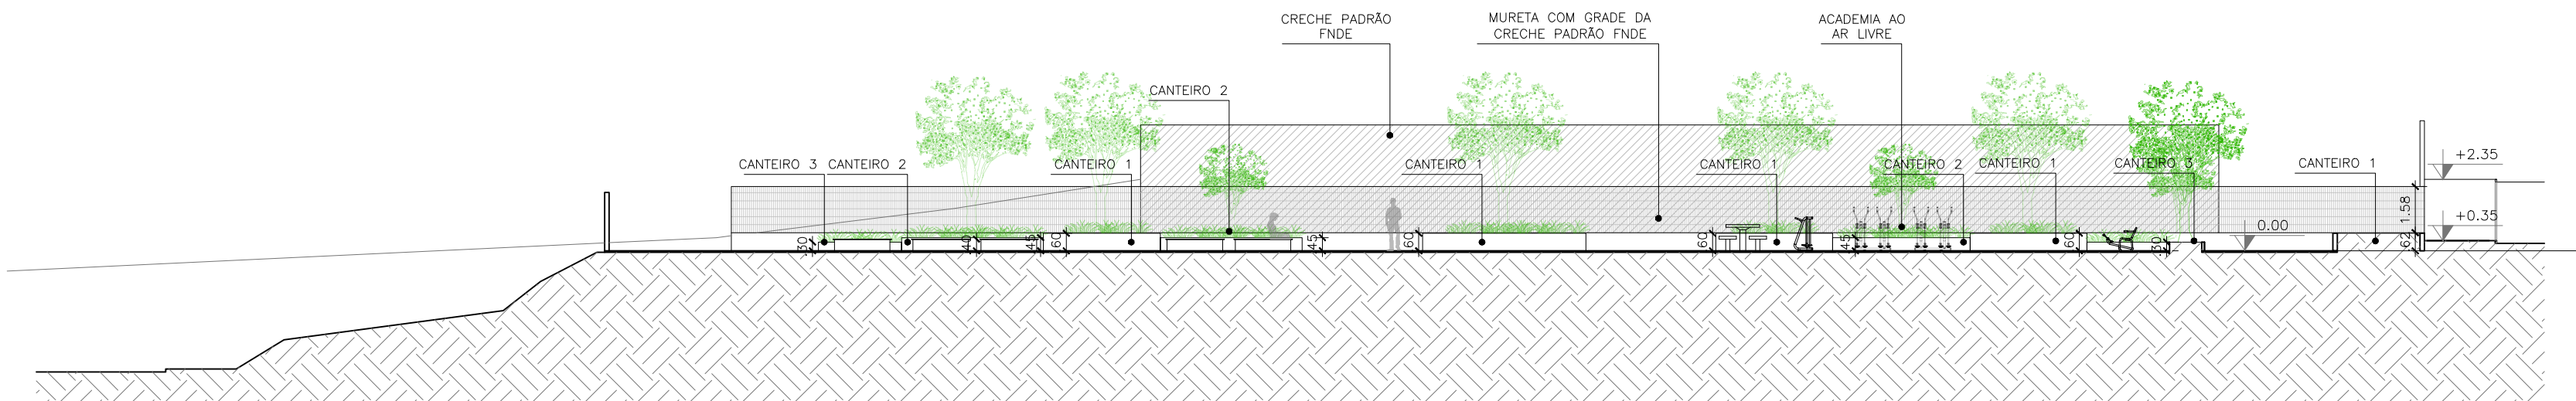 CRECHE PADRÃO
FNDE
MURETA COM GRADE DA
CRECHE PADRÃO FNDE
ACADEMIA AO
AR LIVRE
CANTEIRO 2
CANTEIRO 3
CANTEIRO 2
CANTEIRO 1
CANTEIRO 1
CANTEIRO 1
CANTEIRO 2
CANTEIRO 1
CANTEIRO 3
CANTEIRO 1
+2.35
+0.35
0.00
1.58
.62
.30
.40
.45
.60
.45
.60
.60
.45
.60
.30